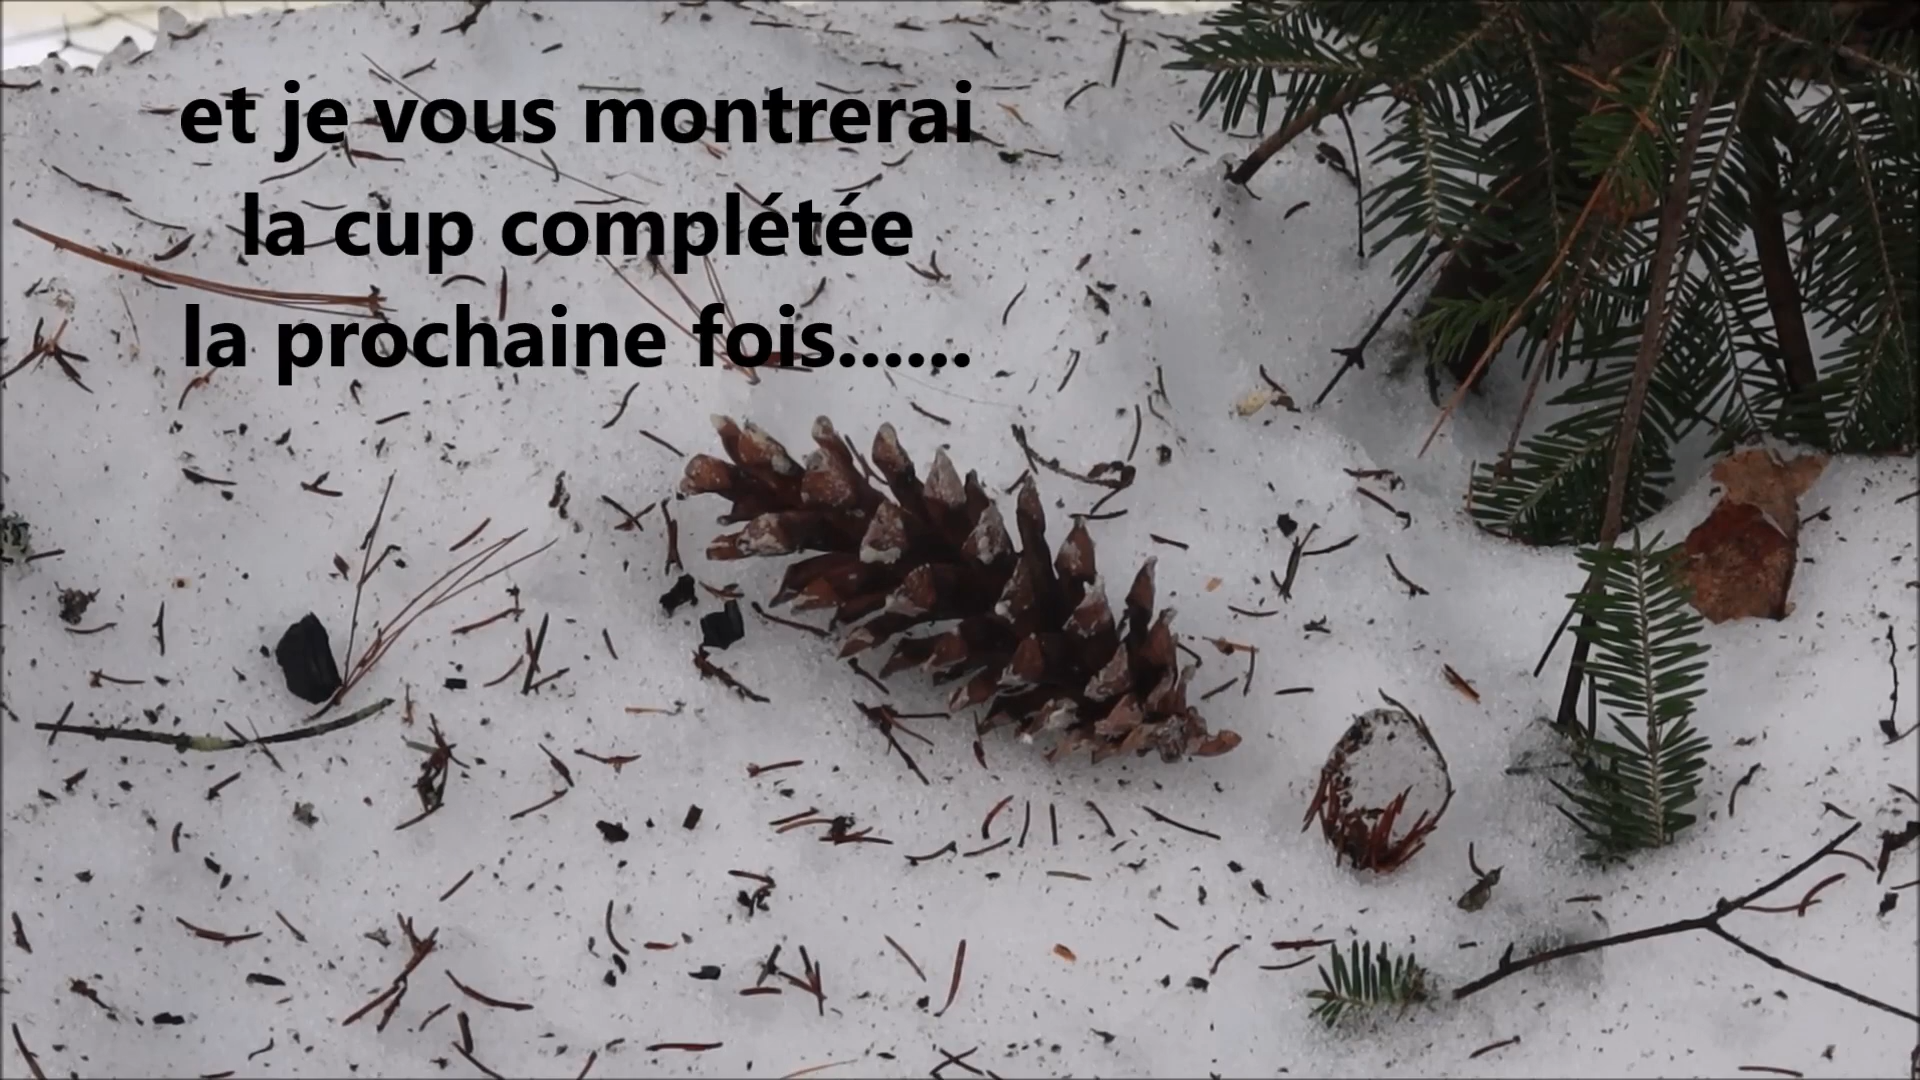 et je vous montrerai
la cup complétée
la prochaine fois......